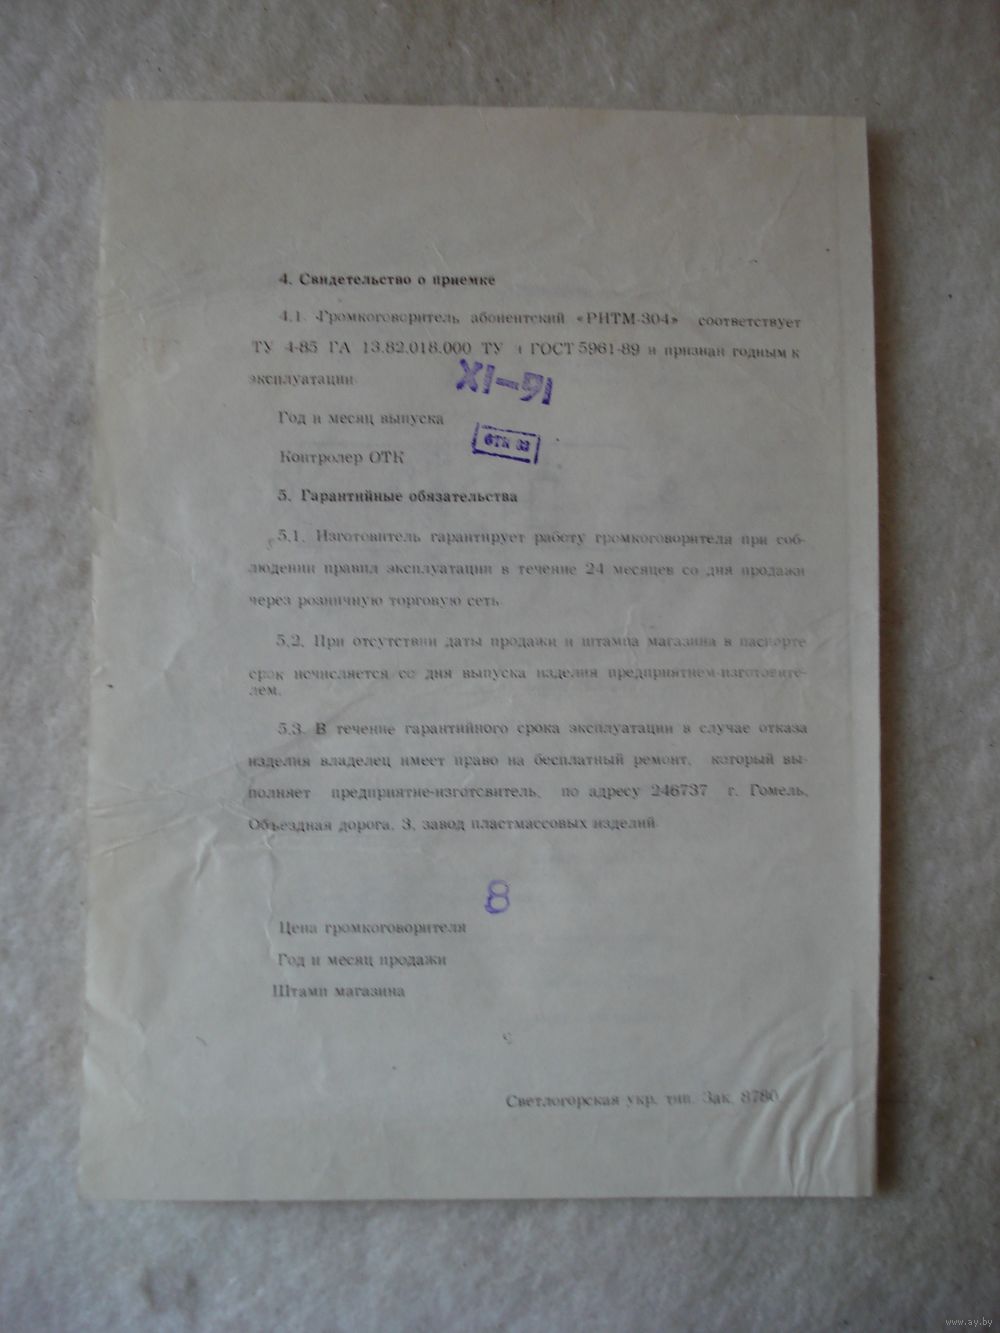 4. Свидетельство о приемке
4.1. Громкоговоритель абонентский «РИТМ-304» соответствует
ТУ 4-85 ГА 13.82.018.000 ТУ и ГОСТ 5961-89 и признан годным к
эксплуатации
XI-91
Год и месяц выпуска
ОТК 32
Контролер ОТК
5. Гарантийные обязательства
5.1. Изготовитель гарантирует работу громкоговорителя при соб-
людении правил эксплуатации в течение 24 месяцев со дня продажи
через розничную торговую сеть
5.2. При отсутствии даты продажи и штампа магазина в паспорте
срок исчисляется со дня выпуска изделия предприятием-изготовите-
лем.
5.3. В течение гарантийного срока эксплуатации в случае отказа
изделия владелец имеет право на бесплатный ремонт, который вы-
полняет предприятие-изготовитель, по адресу 246737 г. Гомель,
Объездная дорога, 3, завод пластмассовых изделий
8
Цена громкоговорителя
Год и месяц продажи
Штамп магазина
Светлогорская укр. тип. Зак. 8780
www.ay.by